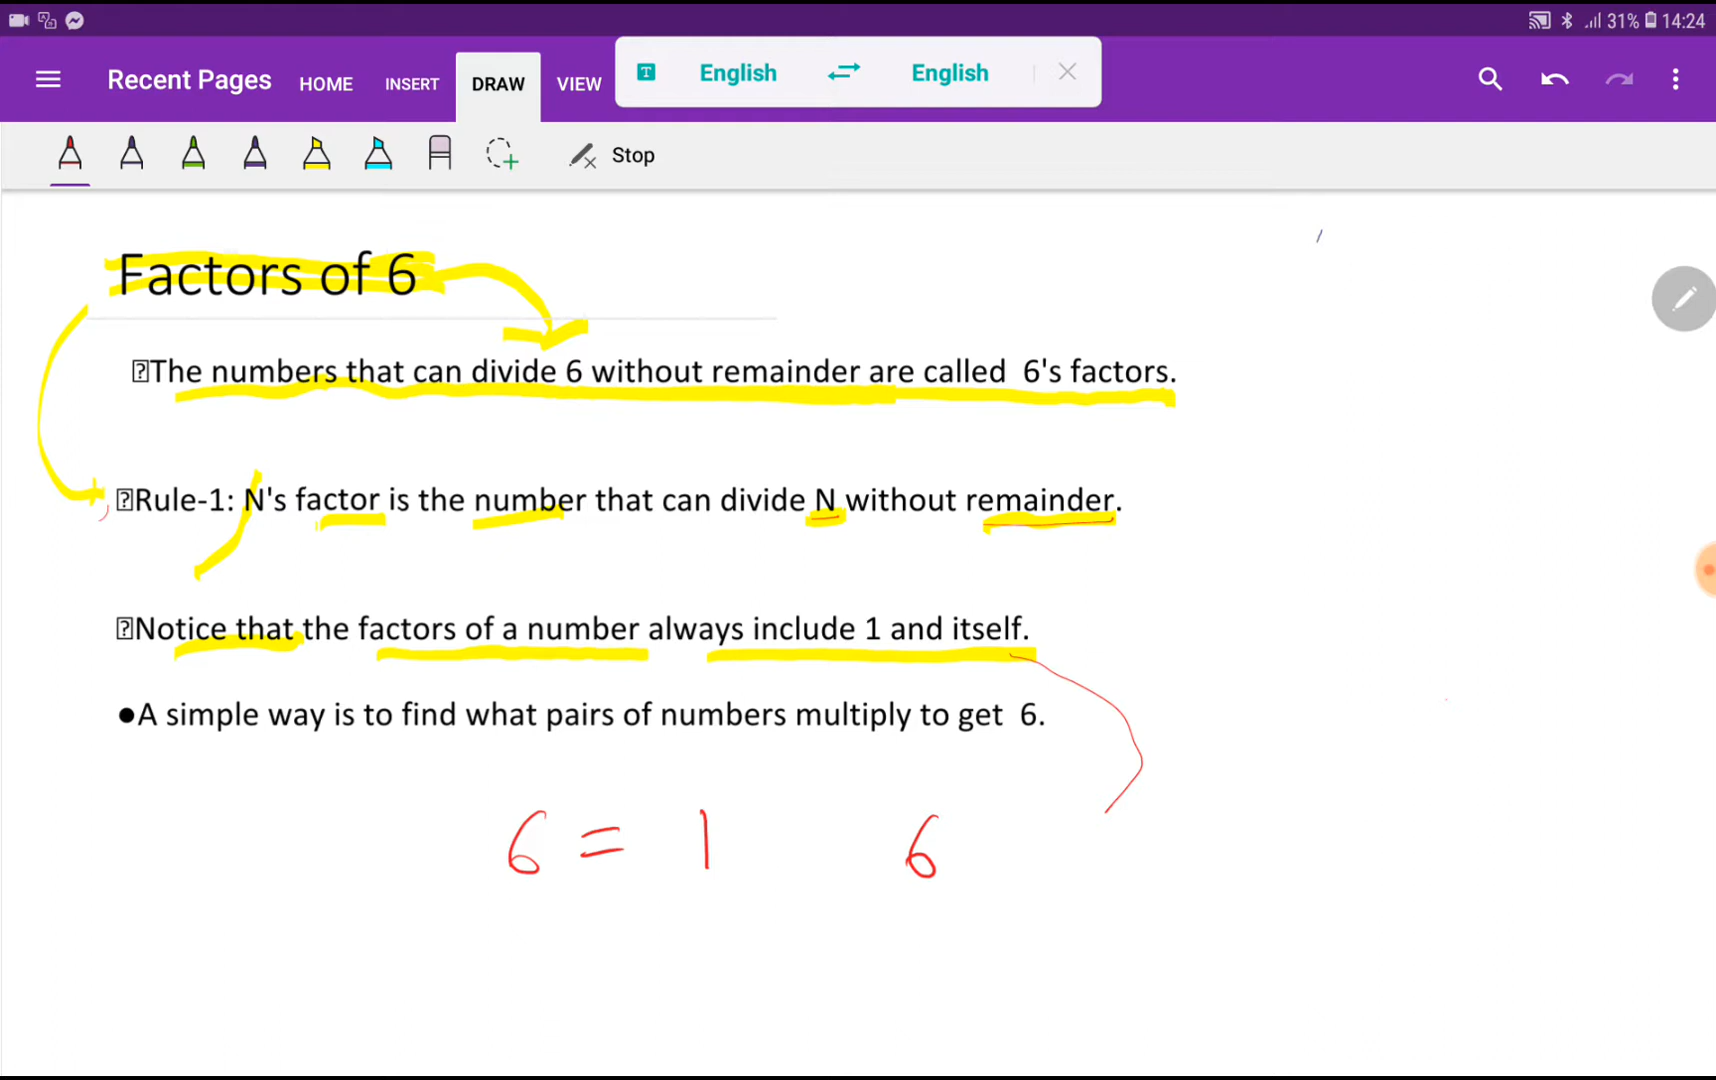 31% 14:24
Recent Pages HOME INSERT DRAW VIEW English English
Stop
Factors of 6
The numbers that can divide 6 without remainder are called 6's factors.
Rule-1: N's factor is the number that can divide N without remainder.
Notice that the factors of a number always include 1 and itself.
●A simple way is to find what pairs of numbers multiply to get 6.
6 = 1 6